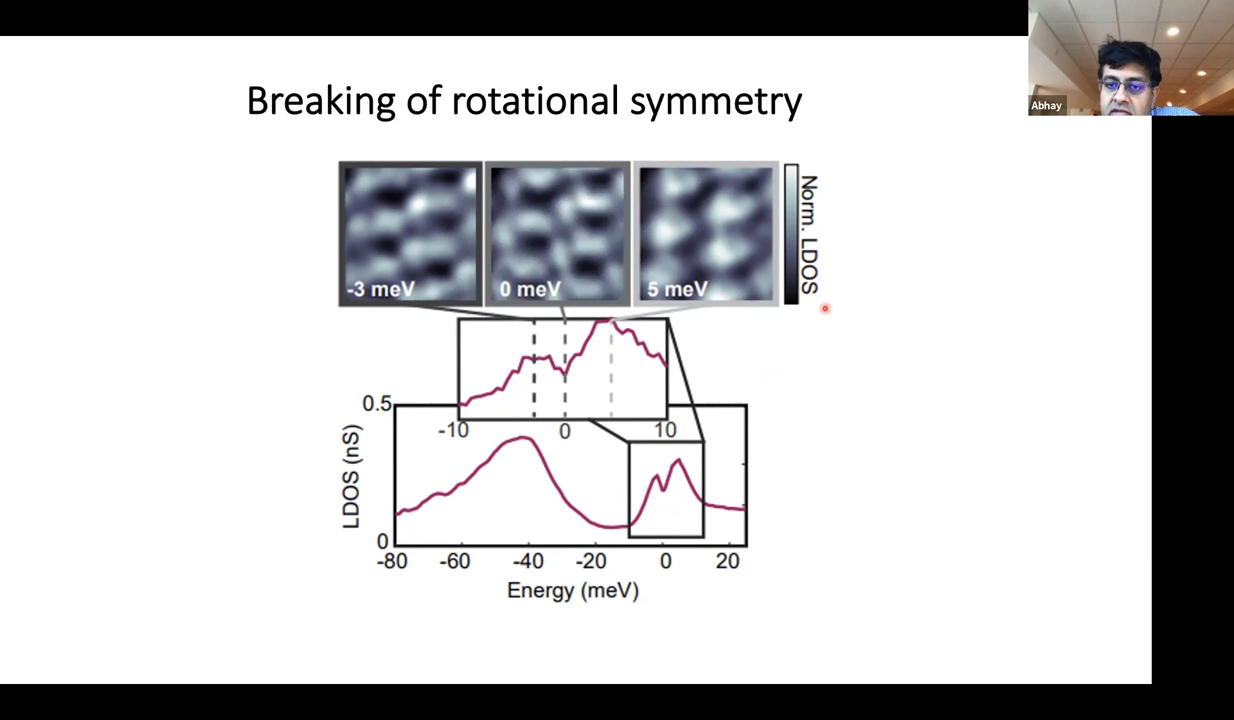 Abhay
Breaking of rotational symmetry
-3 meV
0 meV
5 meV
Norm. LDOS
-10
0
10
0.5
0
LDOS (nS)
-80
-60
-40
-20
0
20
Energy (meV)